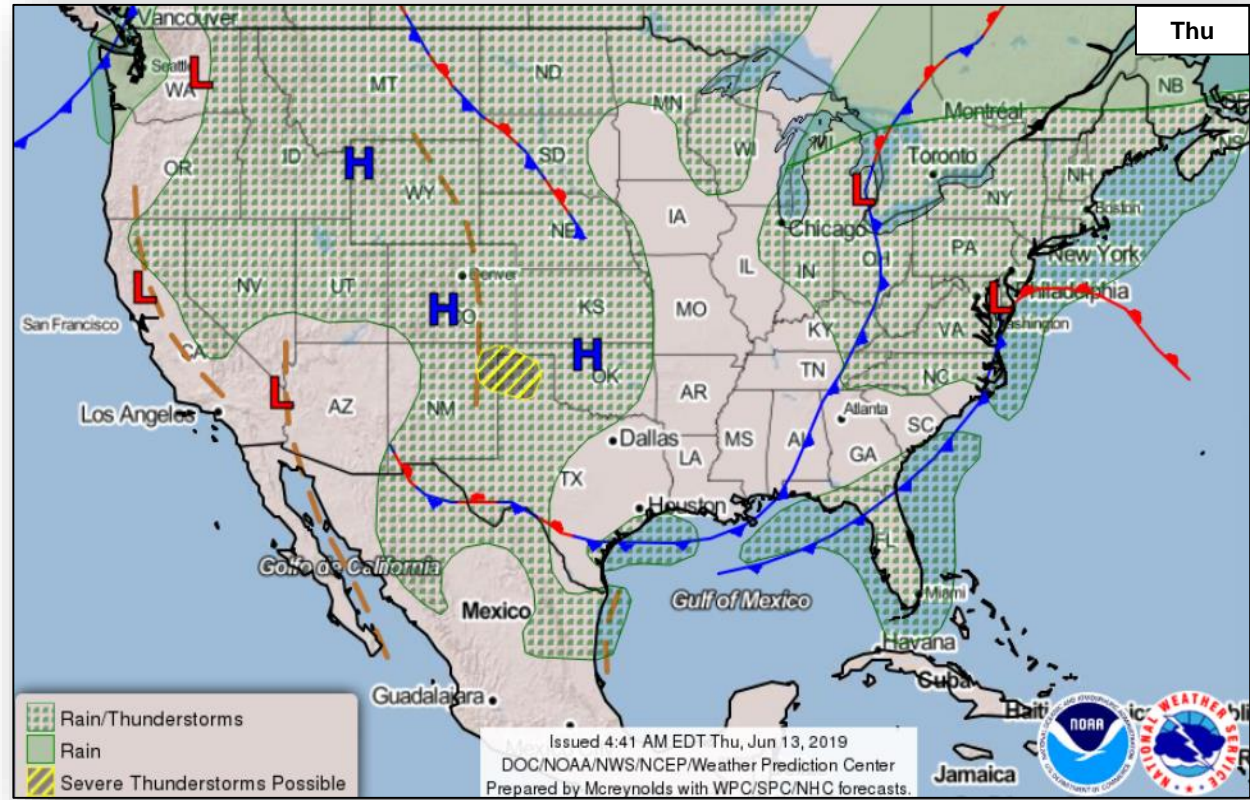 Thu
Vancouver
Seattle
L
WA
MT
ND
MN
Montréal
NB
OR
ID
H
WY
SD
WI
MI
L
Toronto
NH
NY
Boston
IA
NE
Chicago
OH
PA
New York
NV
UT
Denver
H
CO
KS
MO
IL
IN
L
Philadelphia
Washington
L
San Francisco
CA
KY
VA
H
OK
TN
NC
L
Los Angeles
AZ
NM
AR
Atlanta
SC
Dallas
LA
MS
AL
GA
TX
Houston
FL
Golfo de California
Mexico
Gulf of Mexico
Miami
Havana
Cuba
Guadalajara
Jamaica
Rain/Thunderstorms
Rain
Severe Thunderstorms Possible
Issued 4:41 AM EDT Thu, Jun 13, 2019
DOC/NOAA/NWS/NCEP/Weather Prediction Center
Prepared by Mcreynolds with WPC/SPC/NHC forecasts.
NOAA
NATIONAL WEATHER SERVICE